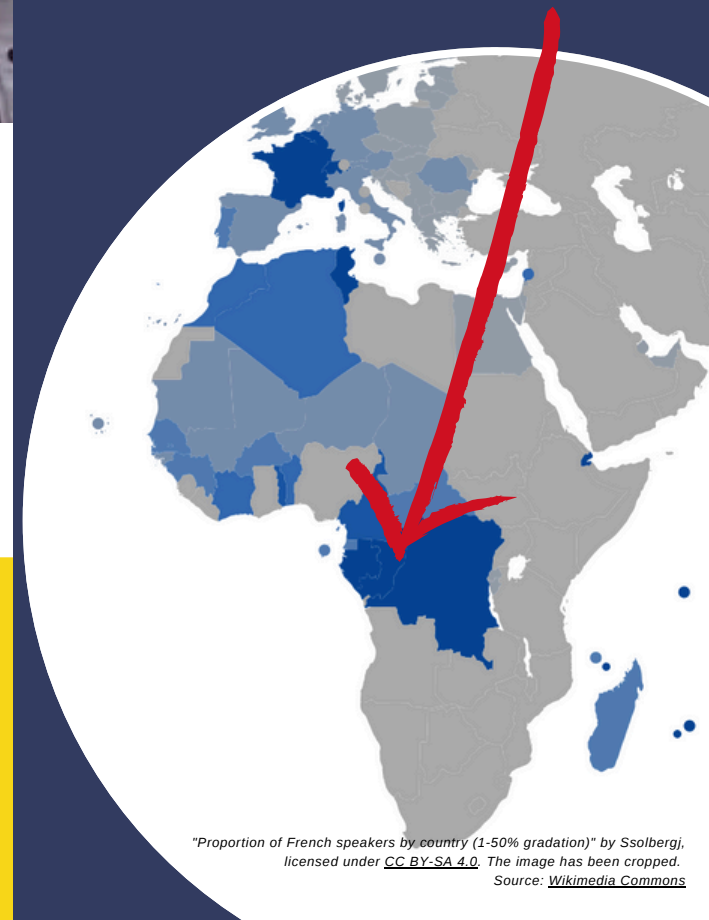 "Proportion of French speakers by country (1-50% gradation)" by Ssolbergj,
licensed under CC BY-SA 4.0. The image has been cropped.
Source: Wikimedia Commons